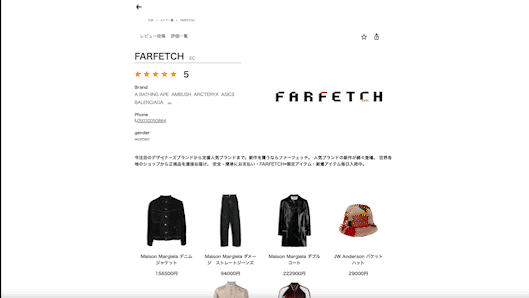 TOP > ストア一覧 > FARFETCH
レビュー投稿 評価一覧
FARFETCH EC
5
Brand
A BATHING APE AMBUSH ARC'TERYX ASICS
BALENCIAGA ...
Phone
05030050864
gender
women
FARFETCH
今注目のデザイナーズブランドから定番人気ブランドまで。新作を買うならファーフェッチ。 人気ブランドの新作が続々登場。 世界各
地のショップから正規品を直接お届け。 安全・簡単にお支払い・FARFETCH限定アイテム・新着アイテム毎日入荷中。
Maison Margiela デニム
ジャケット
156500円
Maison Margiela ダメー
ジ ストレートジーンズ
94000円
Maison Margiela ダブル
コート
222900円
JW Anderson バケット
ハット
29000円